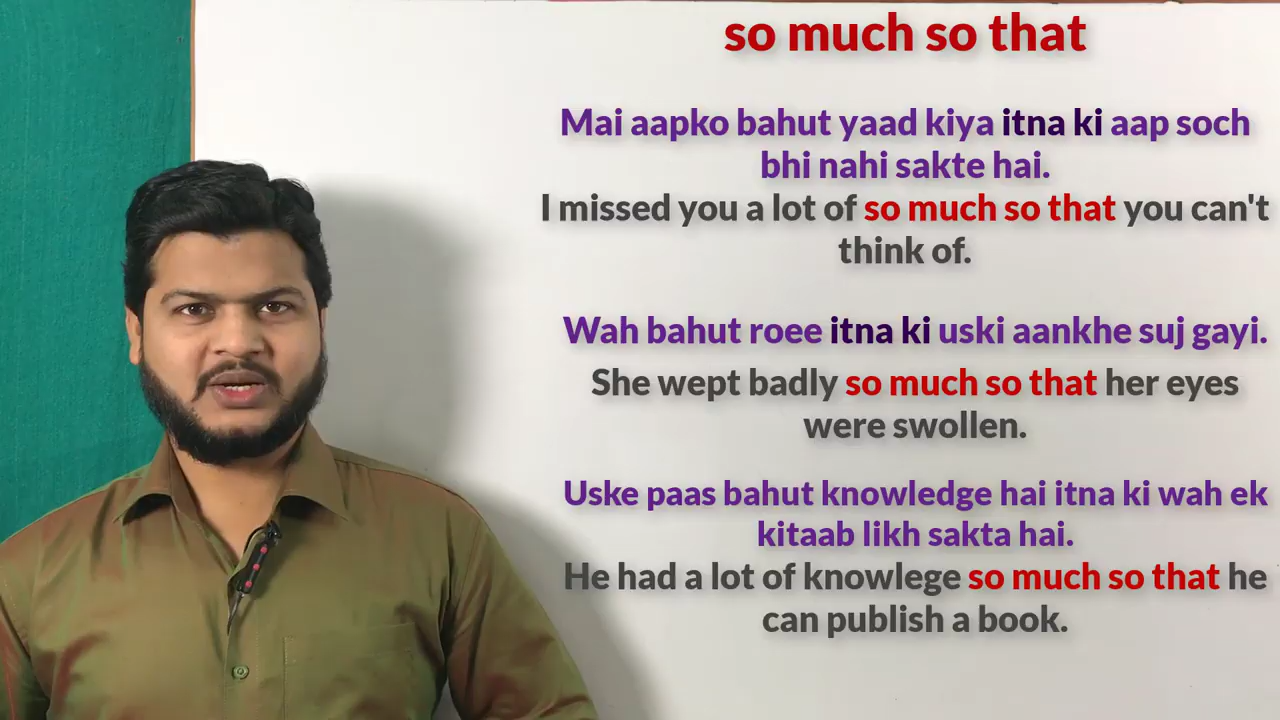 so much so that
Mai aapko bahut yaad kiya itna ki aap soch
bhi nahi sakte hai.
I missed you a lot of so much so that you can't
think of.
Wah bahut roee itna ki uski aankhe suj gayi.
She wept badly so much so that her eyes
were swollen.
Uske paas bahut knowledge hai itna ki wah ek
kitaab likh sakta hai.
He had a lot of knowlege so much so that he
can publish a book.